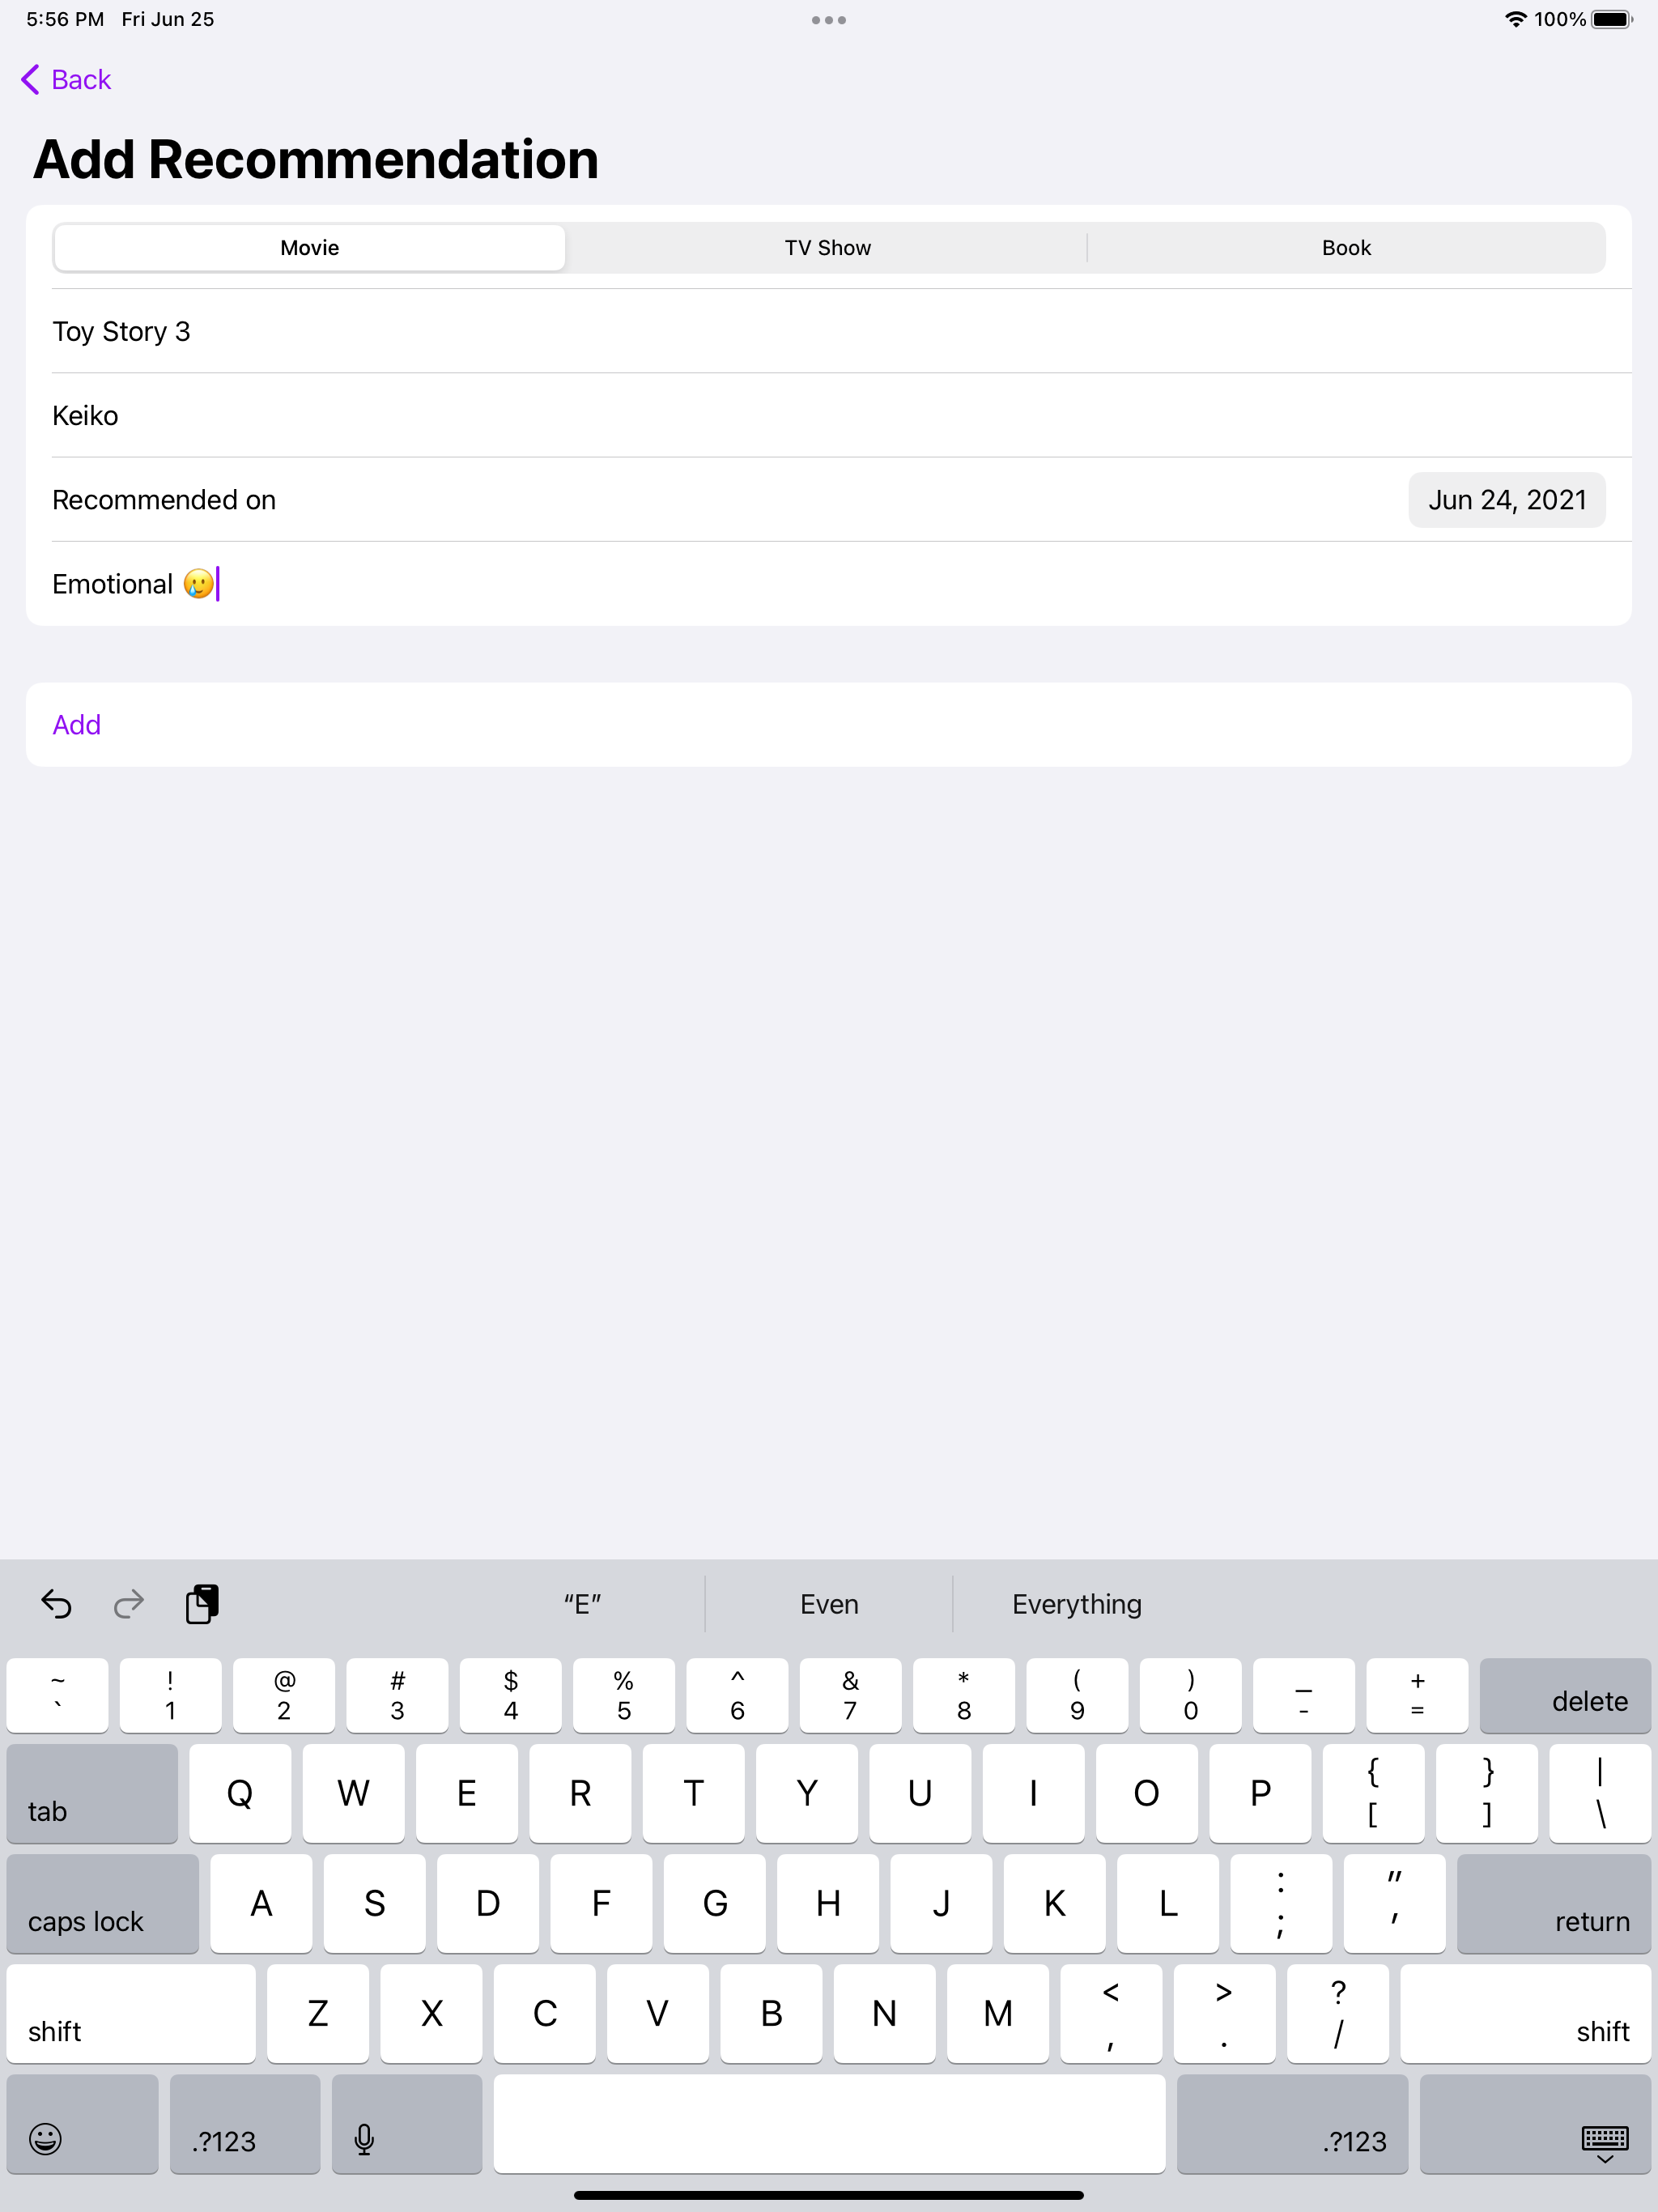 5:56 PM Fri Jun 25 100%
Back
Add Recommendation
Movie TV Show Book
Toy Story 3
Keiko
Recommended on Jun 24, 2021
Emotional 🥲
Add
“E” Even Everything
~ ! @ # $ % ^ & * ( ) _ +
` 1 2 3 4 5 6 7 8 9 0 - = delete
tab Q W E R T Y U I O P { [ } ] | \
caps lock A S D F G H J K L : ; " ' return
shift Z X C V B N M < , > . ? / shift
.?123 .?123